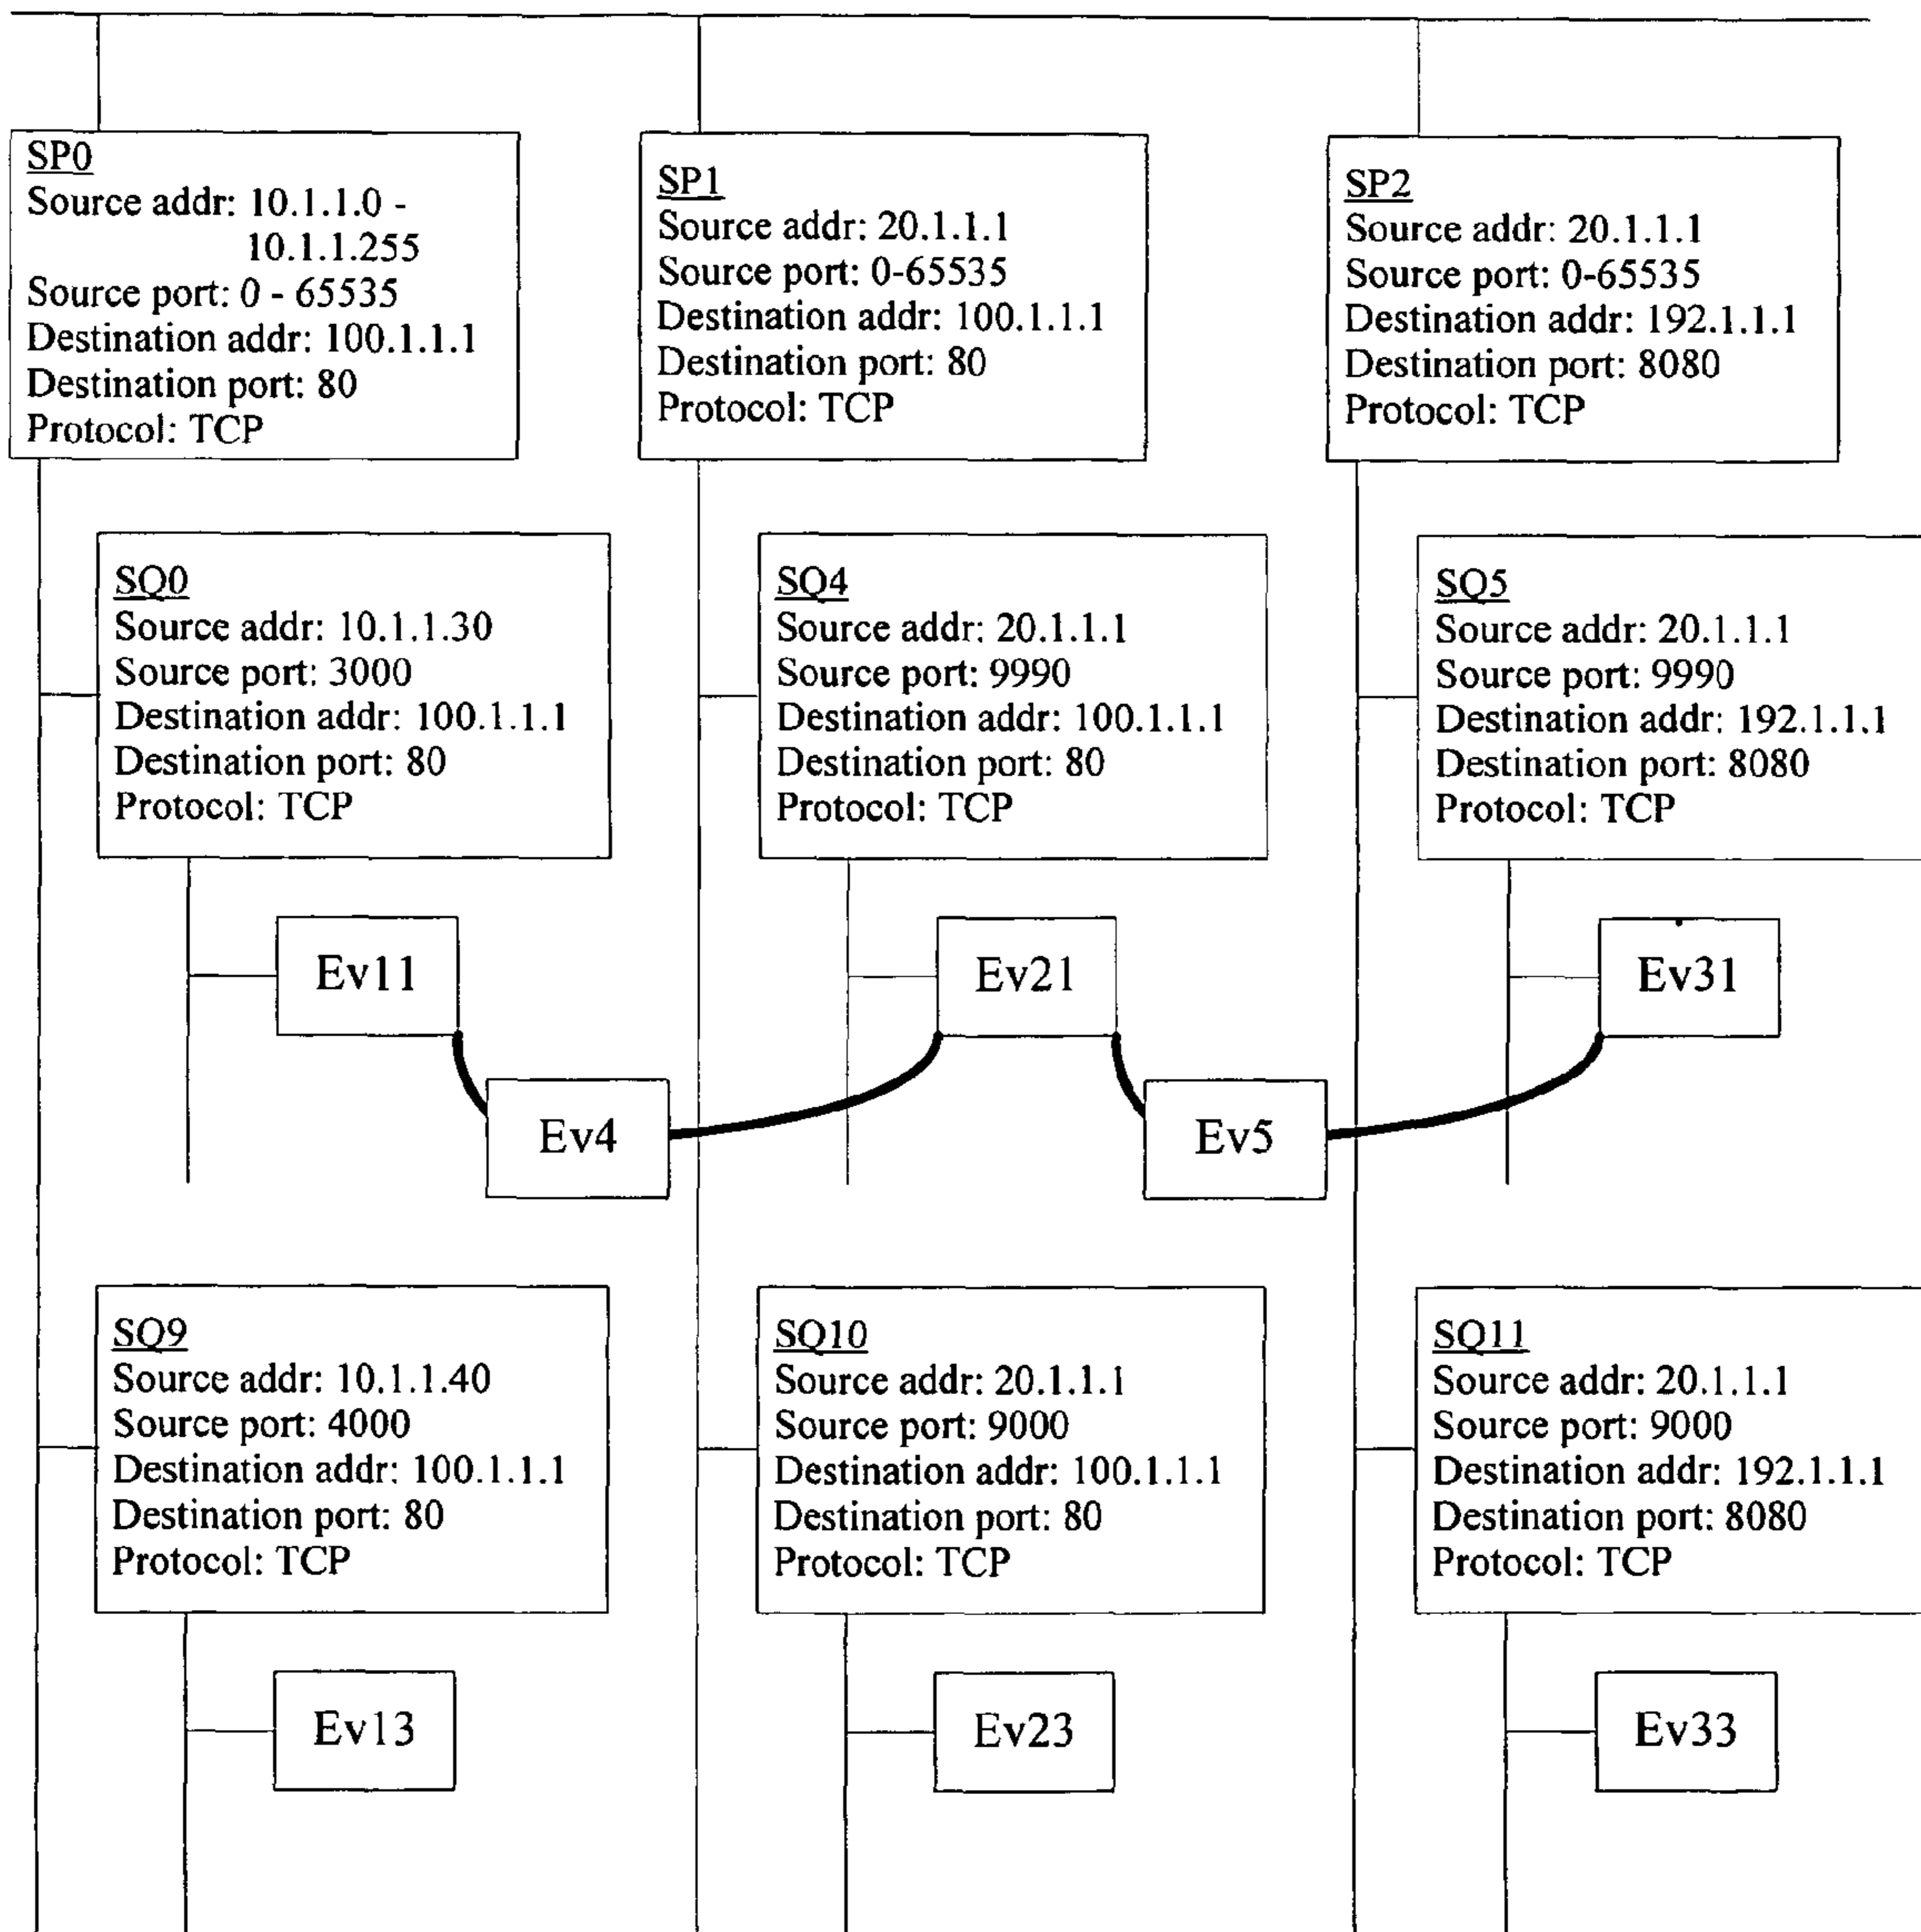 SP0
Source addr: 10.1.1.0 -
10.1.1.255
Source port: 0 - 65535
Destination addr: 100.1.1.1
Destination port: 80
Protocol: TCP
SP1
Source addr: 20.1.1.1
Source port: 0-65535
Destination addr: 100.1.1.1
Destination port: 80
Protocol: TCP
SP2
Source addr: 20.1.1.1
Source port: 0-65535
Destination addr: 192.1.1.1
Destination port: 8080
Protocol: TCP
SQ0
Source addr: 10.1.1.30
Source port: 3000
Destination addr: 100.1.1.1
Destination port: 80
Protocol: TCP
SQ4
Source addr: 20.1.1.1
Source port: 9990
Destination addr: 100.1.1.1
Destination port: 80
Protocol: TCP
SQ5
Source addr: 20.1.1.1
Source port: 9990
Destination addr: 192.1.1.1
Destination port: 8080
Protocol: TCP
Ev11
Ev21
Ev31
Ev4
Ev5
SQ9
Source addr: 10.1.1.40
Source port: 4000
Destination addr: 100.1.1.1
Destination port: 80
Protocol: TCP
SQ10
Source addr: 20.1.1.1
Source port: 9000
Destination addr: 100.1.1.1
Destination port: 80
Protocol: TCP
SQ11
Source addr: 20.1.1.1
Source port: 9000
Destination addr: 192.1.1.1
Destination port: 8080
Protocol: TCP
Ev13
Ev23
Ev33